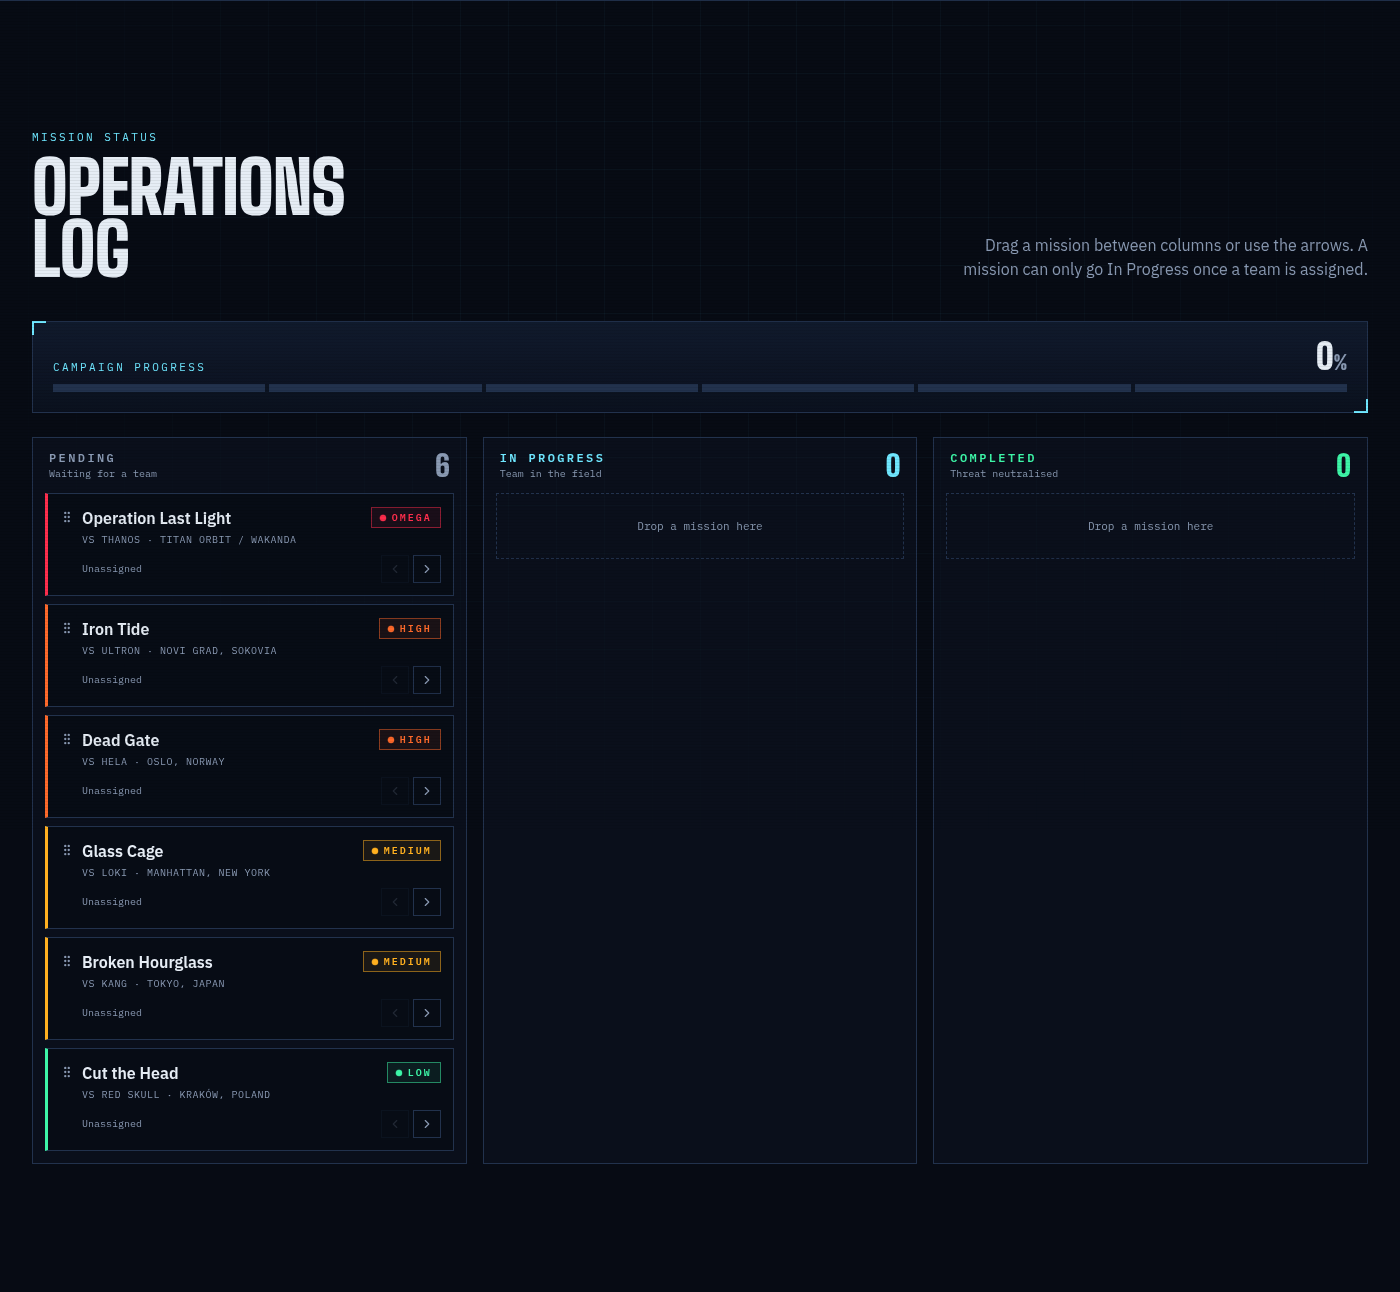 MISSION STATUS
OPERATIONS
LOG
Drag a mission between columns or use the arrows. A
mission can only go In Progress once a team is assigned.
CAMPAIGN PROGRESS
0%
PENDING
Waiting for a team
6
Operation Last Light
OMEGA
VS THANOS · TITAN ORBIT / WAKANDA
Unassigned
Iron Tide
HIGH
VS ULTRON · NOVI GRAD, SOKOVIA
Unassigned
Dead Gate
HIGH
VS HELA · OSLO, NORWAY
Unassigned
Glass Cage
MEDIUM
VS LOKI · MANHATTAN, NEW YORK
Unassigned
Broken Hourglass
MEDIUM
VS KANG · TOKYO, JAPAN
Unassigned
Cut the Head
LOW
VS RED SKULL · KRAKÓW, POLAND
Unassigned
IN PROGRESS
Team in the field
0
Drop a mission here
COMPLETED
Threat neutralised
0
Drop a mission here